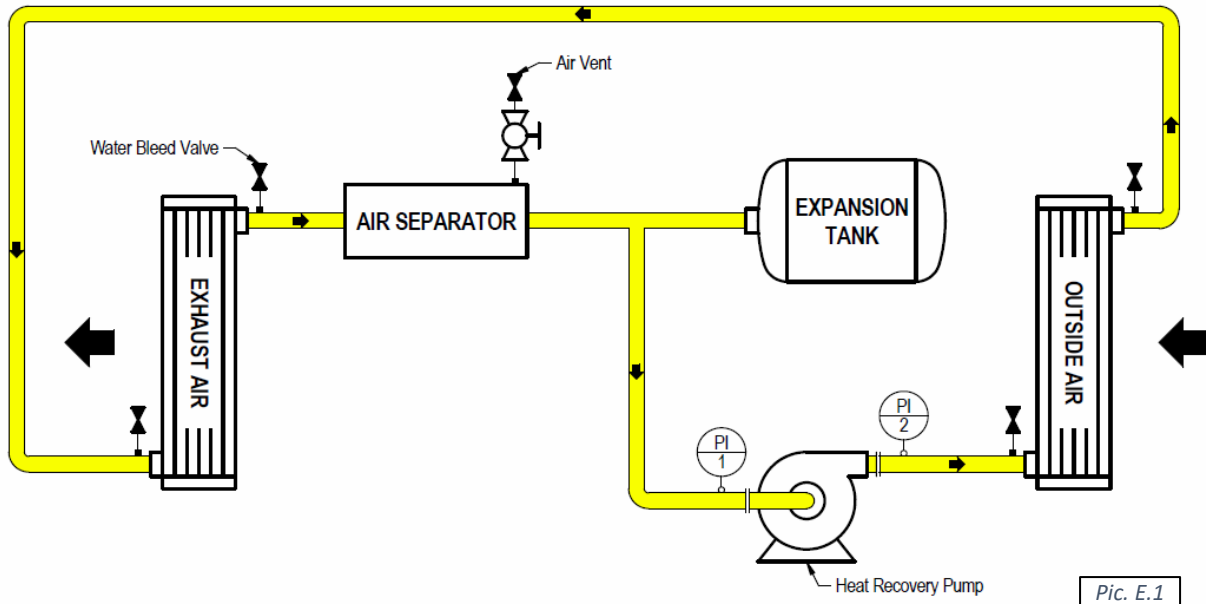 Air Vent
Water Bleed Valve
AIR SEPARATOR
EXPANSION
TANK
EXHAUST AIR
OUTSIDE AIR
PI
1
PI
2
Heat Recovery Pump
Pic. E.1